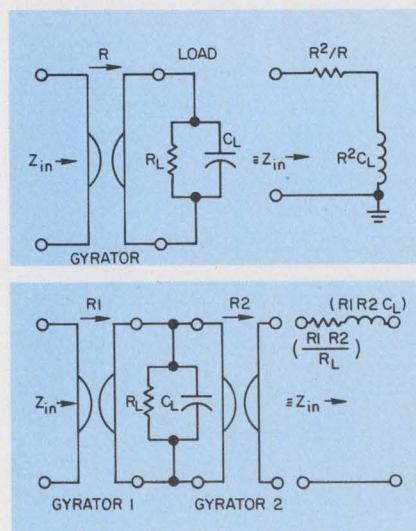 R
LOAD
R²/R
Z_in
R_L
C_L
≡Z_in
R²C_L
GYRATOR
R1
R2
(R1 R2 C_L)
(R1 R2 / R_L)
Z_in
R_L
C_L
≡Z_in
GYRATOR 1
GYRATOR 2